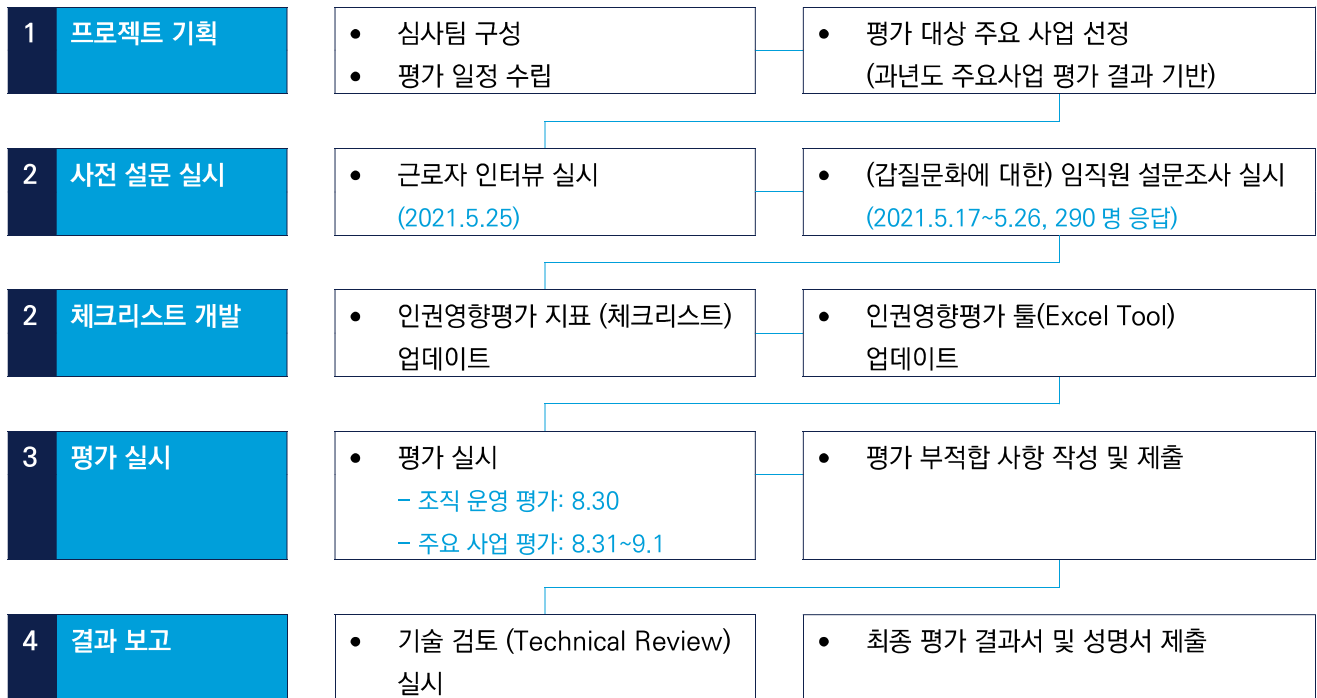 1 프로젝트 기획
• 심사팀 구성
• 평가 일정 수립
• 평가 대상 주요 사업 선정
(과년도 주요사업 평가 결과 기반)
2 사전 설문 실시
• 근로자 인터뷰 실시
(2021.5.25)
• (갑질문화에 대한) 임직원 설문조사 실시
(2021.5.17~5.26, 290 명 응답)
2 체크리스트 개발
• 인권영향평가 지표 (체크리스트)
업데이트
• 인권영향평가 툴(Excel Tool)
업데이트
3 평가 실시
• 평가 실시
– 조직 운영 평가: 8.30
– 주요 사업 평가: 8.31~9.1
• 평가 부적합 사항 작성 및 제출
4 결과 보고
• 기술 검토 (Technical Review)
실시
• 최종 평가 결과서 및 성명서 제출